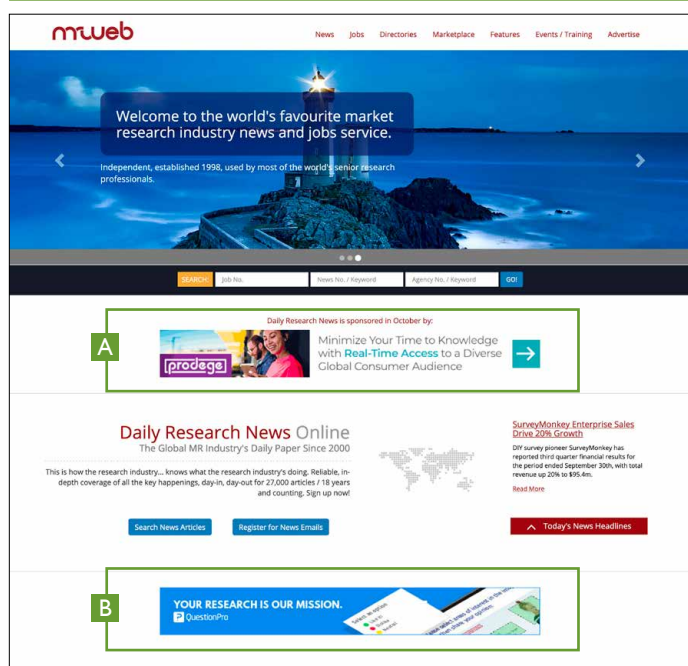 mrweb
News Jobs Directories Marketplace Features Events / Training Advertise
Welcome to the world's favourite market
research industry news and jobs service.
Independent, established 1998, used by most of the world's senior research
professionals.
SEARCH: Job No. News No. / Keyword Agency No. / Keyword GO!
A
Daily Research News is sponsored in October by:
prodege
Minimize Your Time to Knowledge
with Real-Time Access to a Diverse
Global Consumer Audience
Daily Research News Online
The Global MR Industry's Daily Paper Since 2000
This is how the research industry... knows what the research industry's doing. Reliable, in-
depth coverage of all the key happenings, day-in, day-out for 27,000 articles / 18 years
and counting. Sign up now!
Search News Articles Register for News Emails
SurveyMonkey Enterprise Sales
Drive 20% Growth
DIY survey pioneer SurveyMonkey has
reported third quarter financial results for
the period ended September 30th, with total
revenue up 20% to $95.4m.
Read More
Today's News Headlines
B
YOUR RESEARCH IS OUR MISSION.
QuestionPro
Select an option